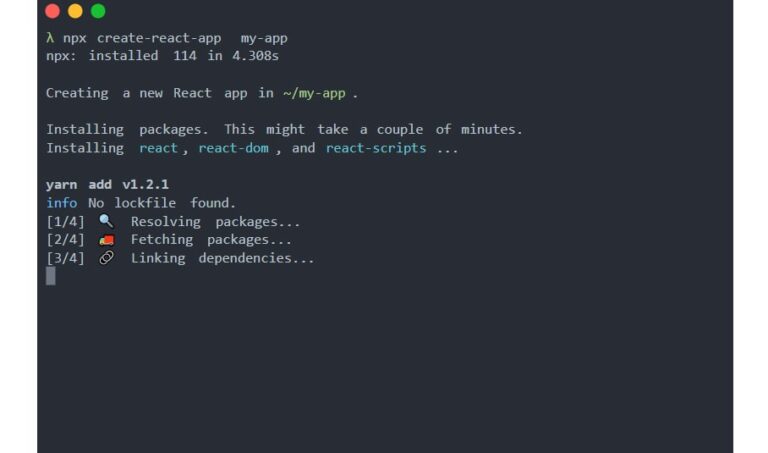 λ npx create-react-app my-app
npx: installed 114 in 4.308s
Creating a new React app in ~/my-app .
Installing packages. This might take a couple of minutes.
Installing react , react-dom , and react-scripts ...
yarn add v1.2.1
info No lockfile found.
[1/4] 🔍 Resolving packages...
[2/4] 🚚 Fetching packages...
[3/4] 🔗 Linking dependencies...